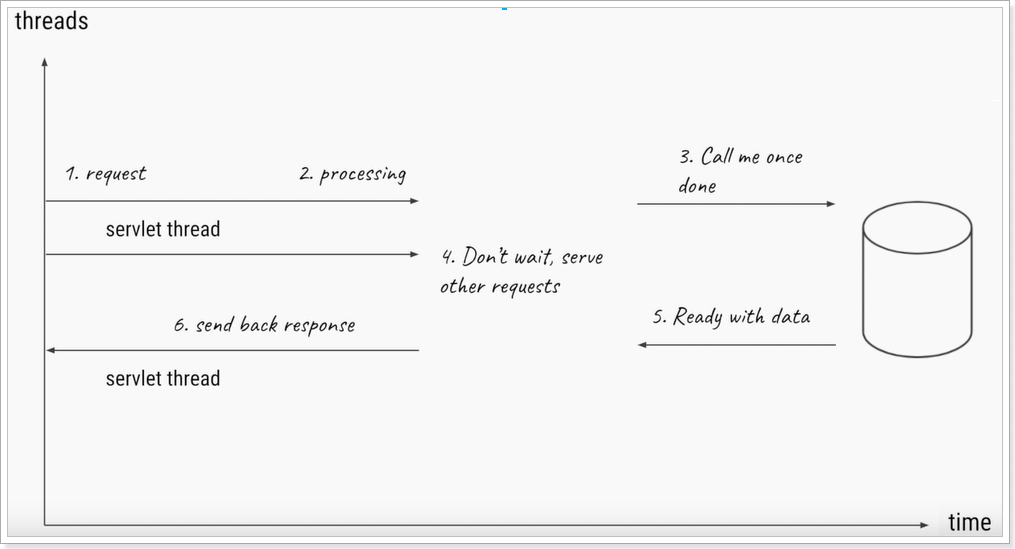 threads
1. request
2. processing
3. Call me once
done
servlet thread
4. Don't wait, serve
other requests
5. Ready with data
6. send back response
servlet thread
time